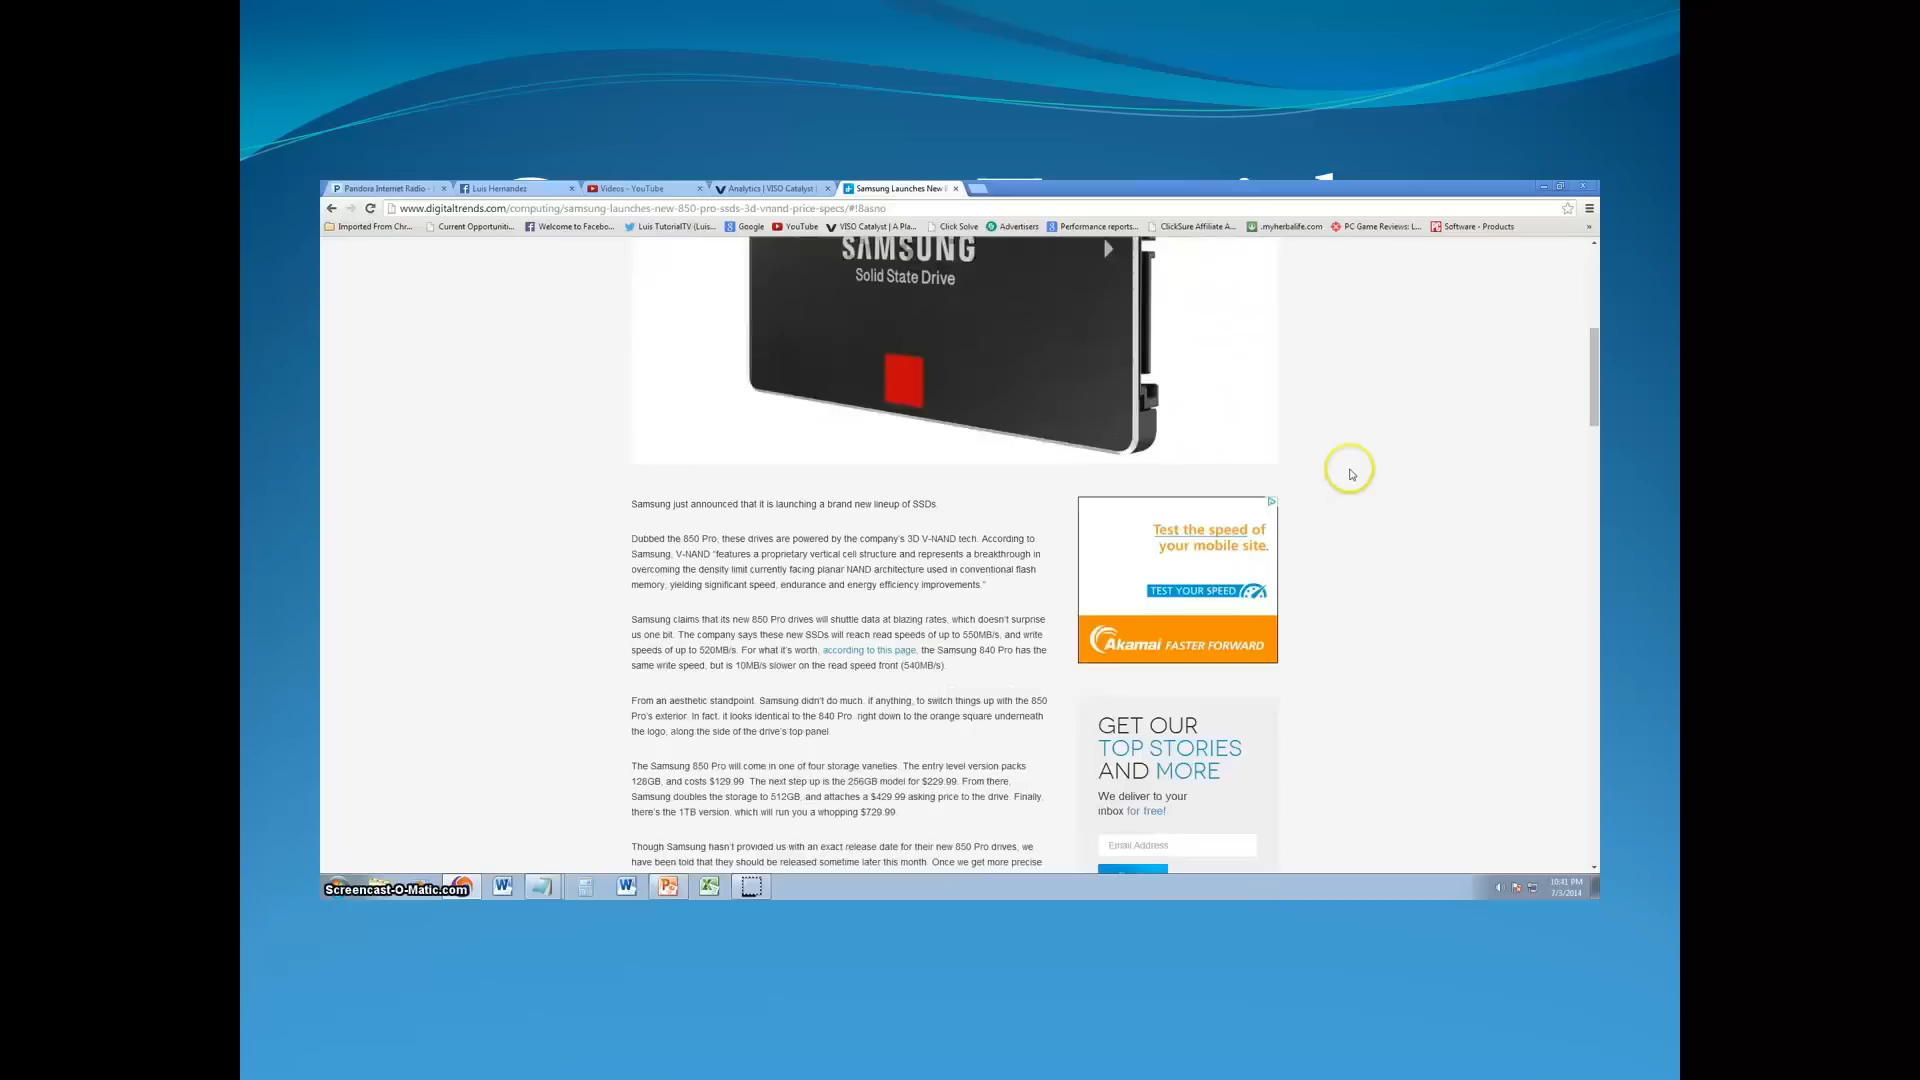 Pandora Internet Radio -
Luis Hernandez
Videos - YouTube
Analytics | VISO Catalyst |
Samsung Launches New
www.digitaltrends.com/computing/samsung-launches-new-850-pro-ssds-3d-vnand-price-specs/#!8asno
Imported From Chr...
Current Opportuniti...
Welcome to Facebo...
Luis TutorialTV (Luis...
Google
YouTube
VISO Catalyst | A Pla...
Click Solve
Advertisers
Performance reports...
ClickSure Affiliate A...
.myherbalife.com
PC Game Reviews: L...
Software - Products
SAMSUNG
Solid State Drive
Samsung just announced that it is launching a brand new lineup of SSDs.
Dubbed the 850 Pro, these drives are powered by the company's 3D V-NAND tech. According to
Samsung, V-NAND "features a proprietary vertical cell structure and represents a breakthrough in
overcoming the density limit currently facing planar NAND architecture used in conventional flash
memory, yielding significant speed, endurance and energy efficiency improvements."
Samsung claims that its new 850 Pro drives will shuttle data at blazing rates, which doesn't surprise
us one bit. The company says these new SSDs will reach read speeds of up to 550MB/s, and write
speeds of up to 520MB/s. For what it's worth, according to this page, the Samsung 840 Pro has the
same write speed, but is 10MB/s slower on the read speed front (540MB/s).
From an aesthetic standpoint, Samsung didn't do much, if anything, to switch things up with the 850
Pro's exterior. In fact, it looks identical to the 840 Pro, right down to the orange square underneath
the logo, along the side of the drive's top panel.
The Samsung 850 Pro will come in one of four storage varieties. The entry level version packs
128GB, and costs $129.99. The next step up is the 256GB model for $229.99. From there,
Samsung doubles the storage to 512GB, and attaches a $429.99 asking price to the drive. Finally,
there's the 1TB version, which will run you a whopping $729.99.
Though Samsung hasn't provided us with an exact release date for their new 850 Pro drives, we
have been told that they should be released sometime later this month. Once we get more precise
Test the speed of
your mobile site.
TEST YOUR SPEED
Akamai FASTER FORWARD
GET OUR
TOP STORIES
AND MORE
We deliver to your
inbox for free!
Email Address
Screencast-O-Matic.com
10:41 PM
7/3/2014